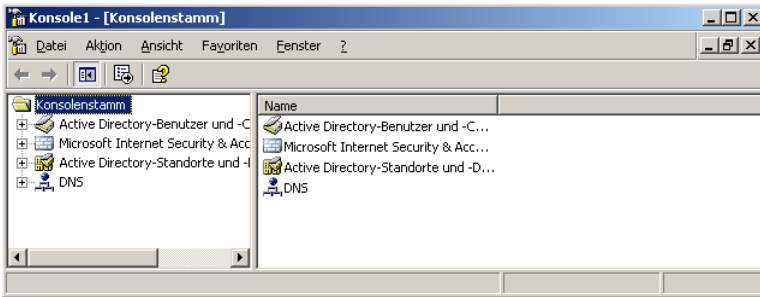 Konsole1 - [Konsolenstamm]
Datei Aktion Ansicht Favoriten Fenster ?
Konsolenstamm
Active Directory-Benutzer und -C
Microsoft Internet Security & Acc
Active Directory-Standorte und -I
DNS
Name
Active Directory-Benutzer und -C...
Microsoft Internet Security & Acc...
Active Directory-Standorte und -D...
DNS